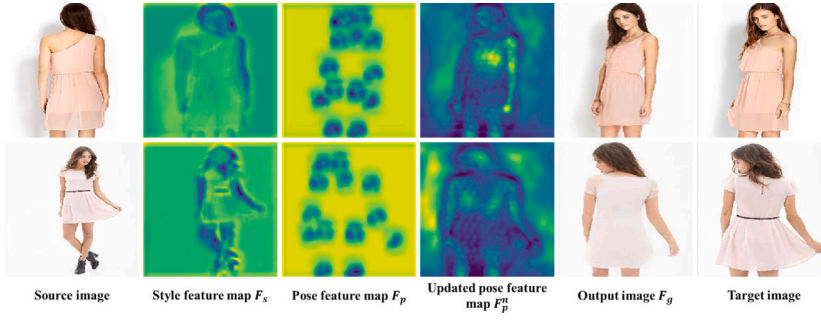 Source image
Style feature map F_s
Pose feature map F_p
Updated pose feature
map F_p^n
Output image F_g
Target image